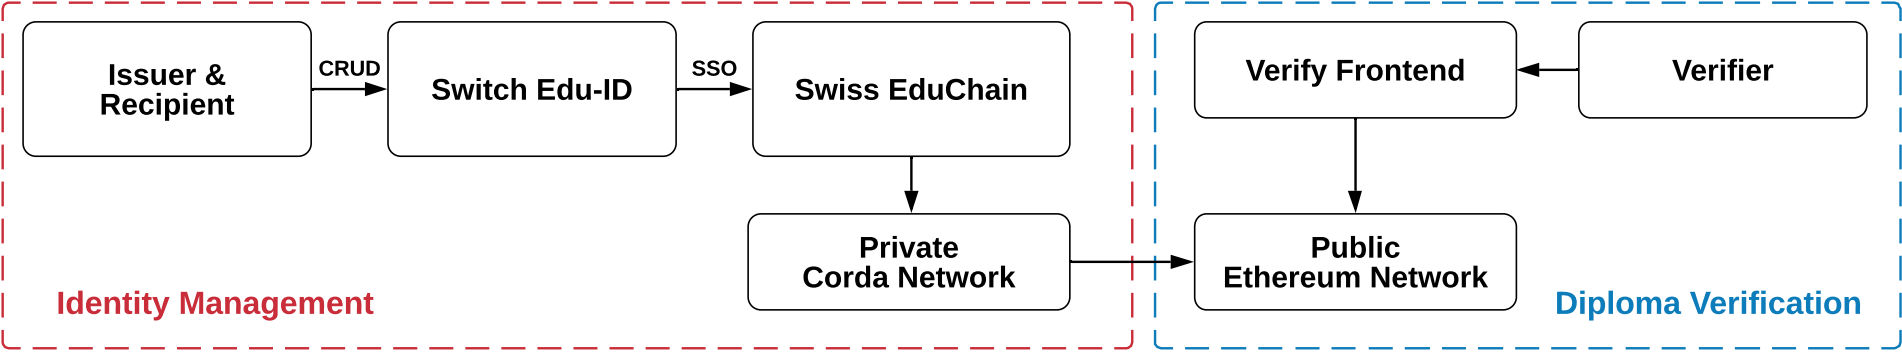 Issuer &
Recipient
CRUD
Switch Edu-ID
SSO
Swiss EduChain
Private
Corda Network
Identity Management
Verify Frontend
Verifier
Public
Ethereum Network
Diploma Verification